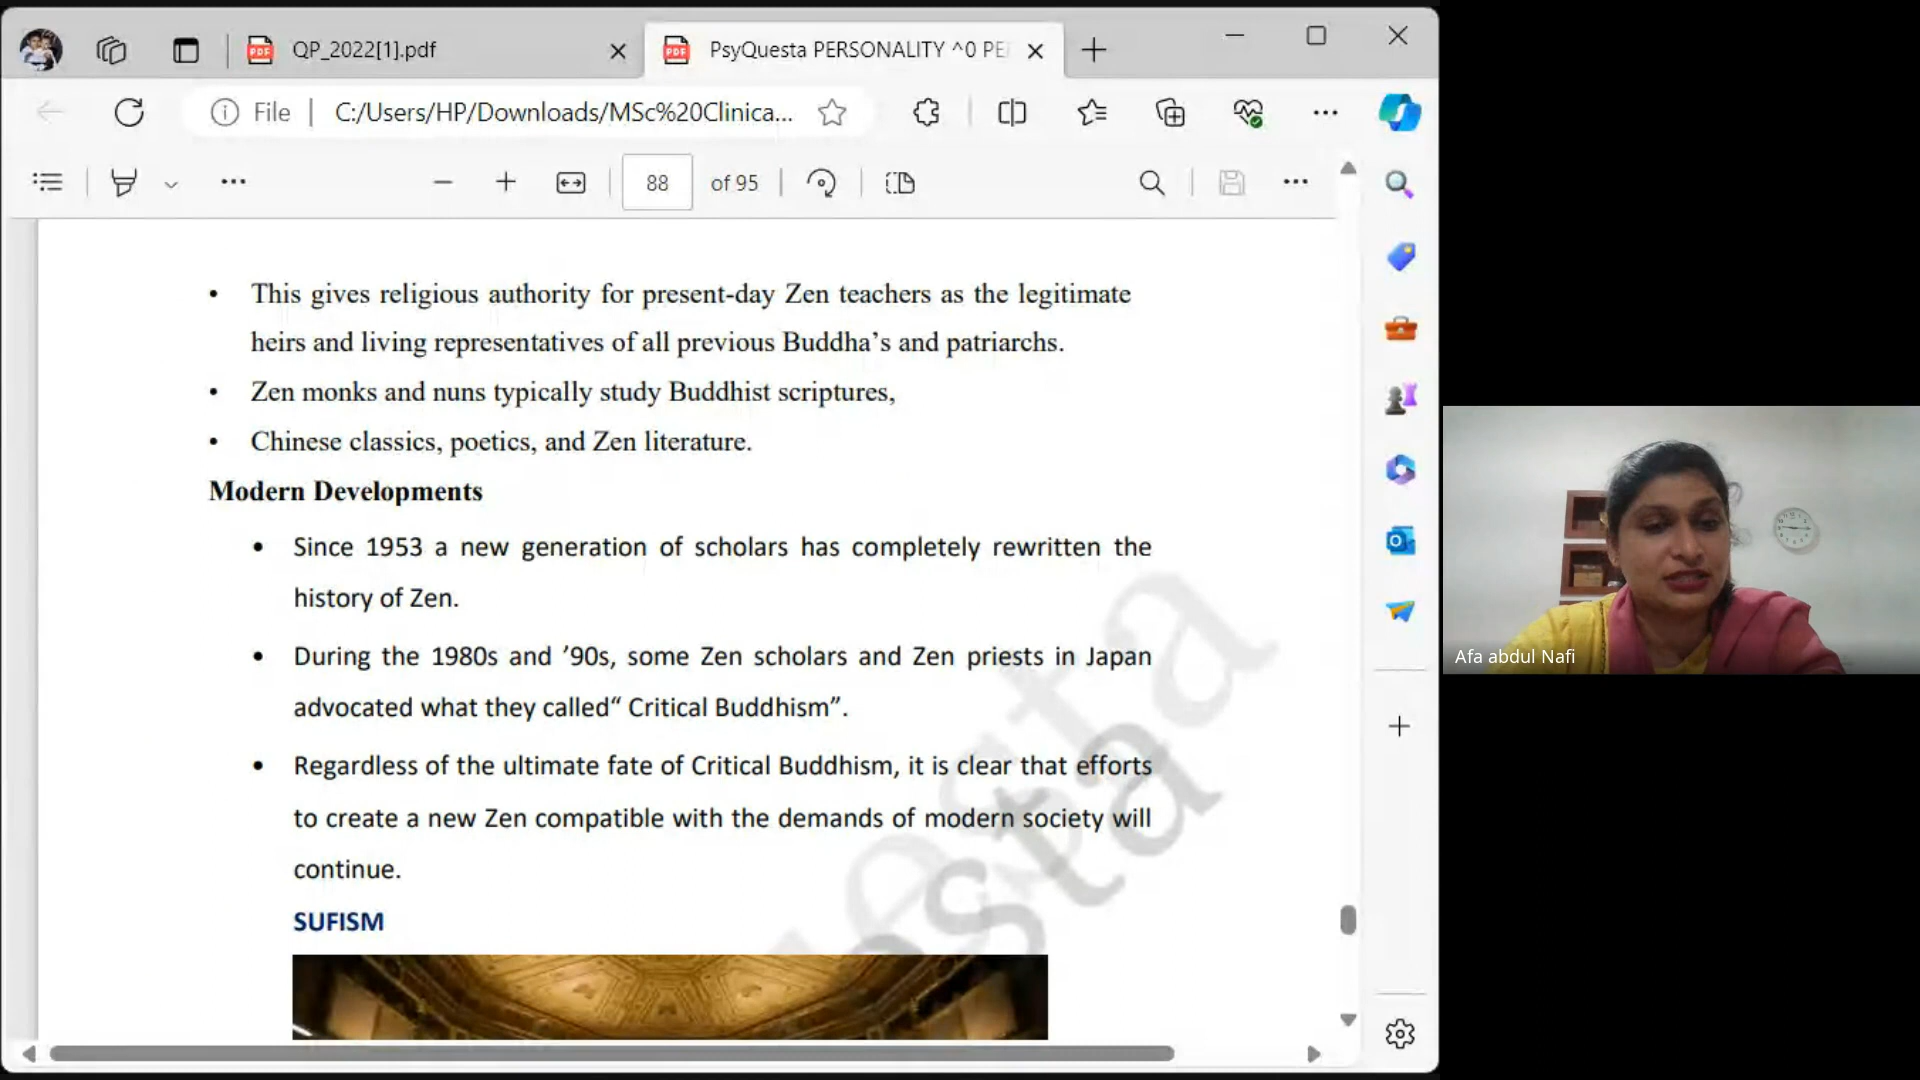 QP_2022[1].pdf
PsyQuesta PERSONALITY ^0 PE
File
C:/Users/HP/Downloads/MSc%20Clinica...
88 of 95
• This gives religious authority for present-day Zen teachers as the legitimate
heirs and living representatives of all previous Buddha’s and patriarchs.
• Zen monks and nuns typically study Buddhist scriptures,
• Chinese classics, poetics, and Zen literature.
Modern Developments
• Since 1953 a new generation of scholars has completely rewritten the
history of Zen.
• During the 1980s and ’90s, some Zen scholars and Zen priests in Japan
advocated what they called“ Critical Buddhism”.
• Regardless of the ultimate fate of Critical Buddhism, it is clear that efforts
to create a new Zen compatible with the demands of modern society will
continue.
SUFISM
Afa abdul Nafi